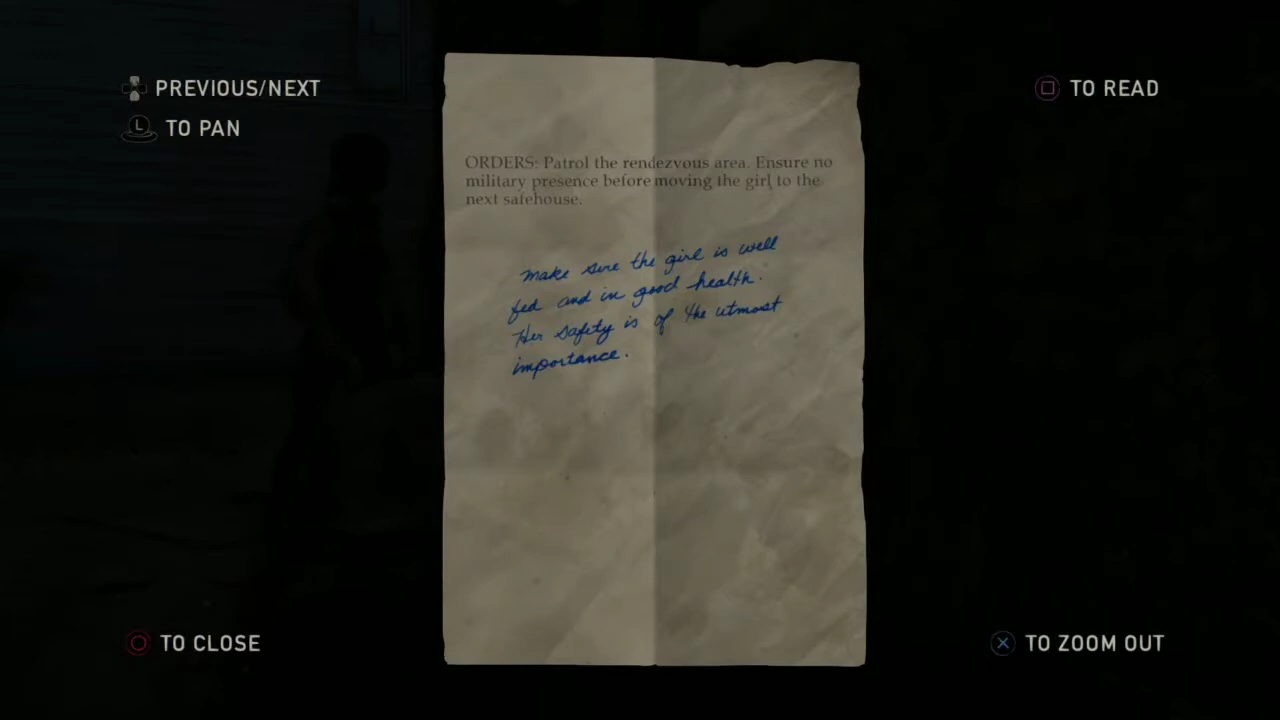 PREVIOUS/NEXT
L TO PAN
TO READ
ORDERS: Patrol the rendezvous area. Ensure no
military presence before moving the girl to the
next safehouse.
Make sure the girl is well
fed and in good health.
Her safety is of the utmost
importance.
TO CLOSE
TO ZOOM OUT